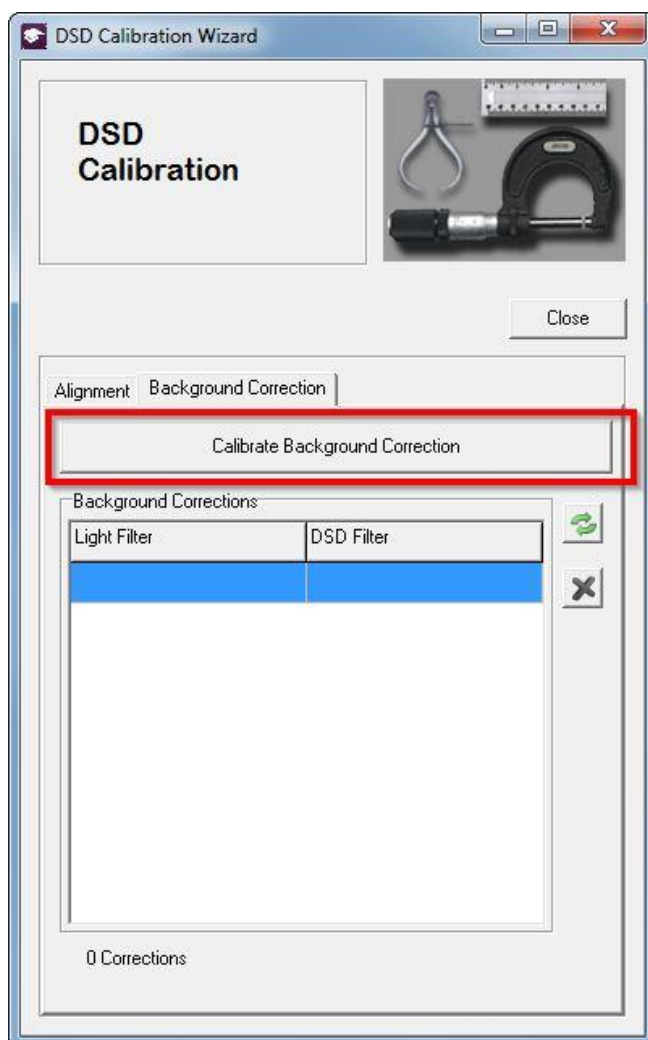 DSD Calibration Wizard
DSD
Calibration
Close
Alignment
Background Correction
Calibrate Background Correction
Background Corrections
Light Filter
DSD Filter
0 Corrections